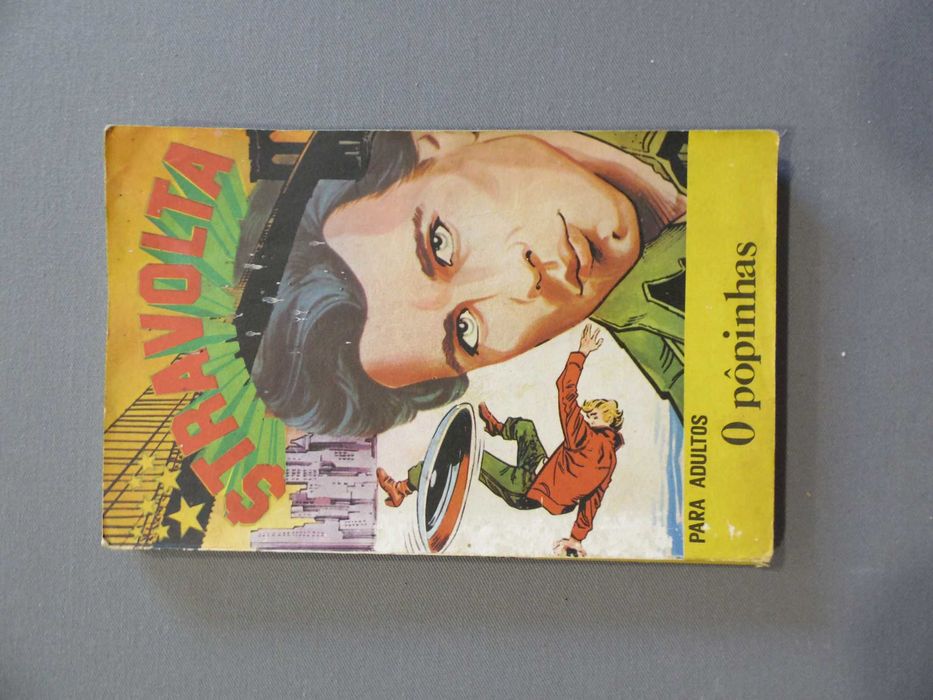 STRAVOLTA
PARA ADULTOS
O pôpinhas